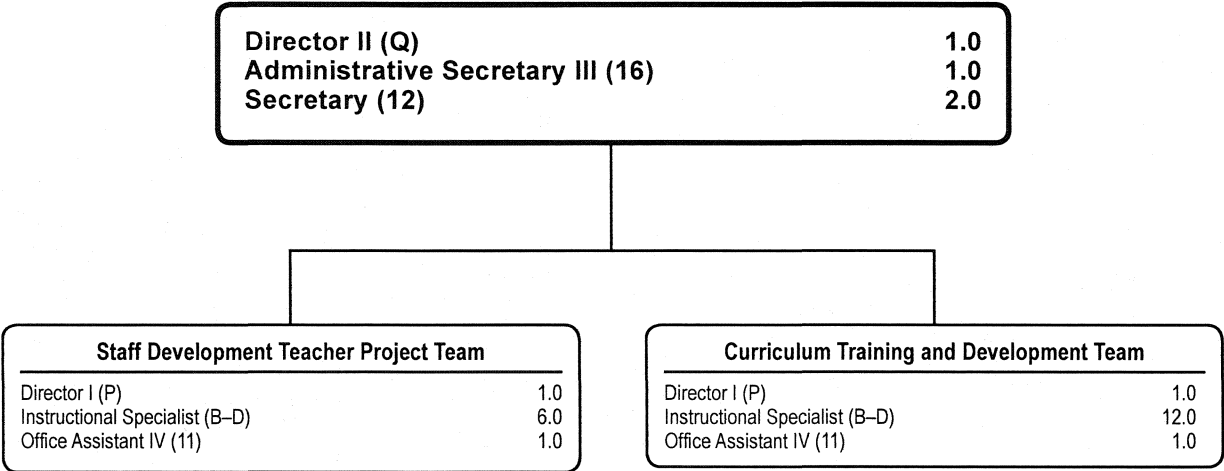 Director II (Q) 1.0
Administrative Secretary III (16) 1.0
Secretary (12) 2.0
Staff Development Teacher Project Team
Director I (P) 1.0
Instructional Specialist (B–D) 6.0
Office Assistant IV (11) 1.0
Curriculum Training and Development Team
Director I (P) 1.0
Instructional Specialist (B–D) 12.0
Office Assistant IV (11) 1.0